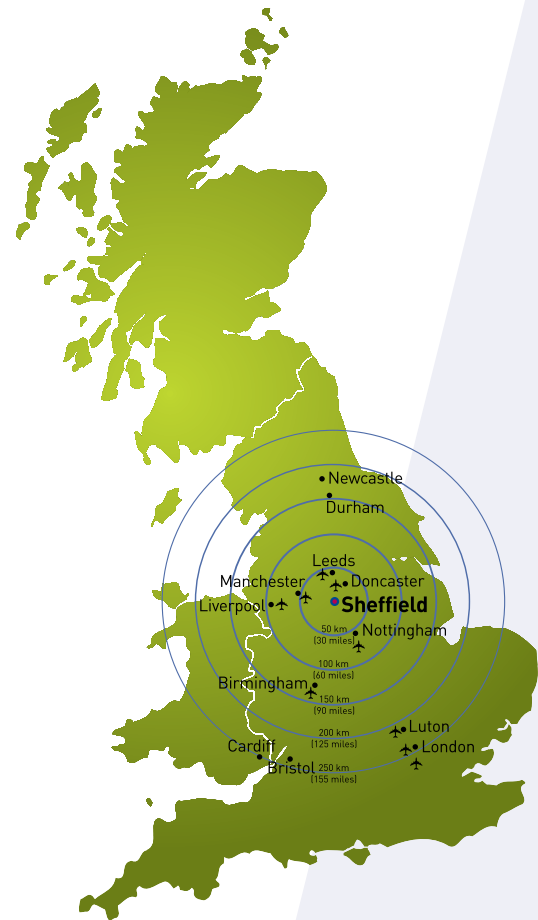 Newcastle
Durham
Leeds
Manchester
Doncaster
Liverpool
Sheffield
50 km
(30 miles)
Nottingham
100 km
(60 miles)
Birmingham
150 km
(90 miles)
Luton
200 km
(125 miles)
Cardiff
London
Bristol
250 km
(155 miles)